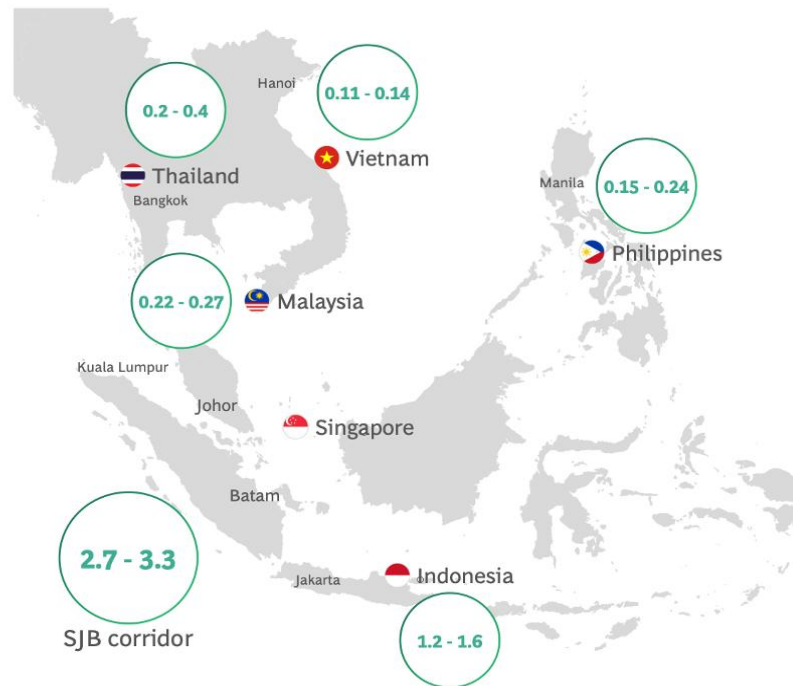 Hanoi
0.11 - 0.14
0.2 - 0.4
Vietnam
Thailand
Bangkok
Manila
0.15 - 0.24
Philippines
0.22 - 0.27
Malaysia
Kuala Lumpur
Johor
Singapore
Batam
2.7 - 3.3
SJB corridor
Jakarta
Indonesia
1.2 - 1.6